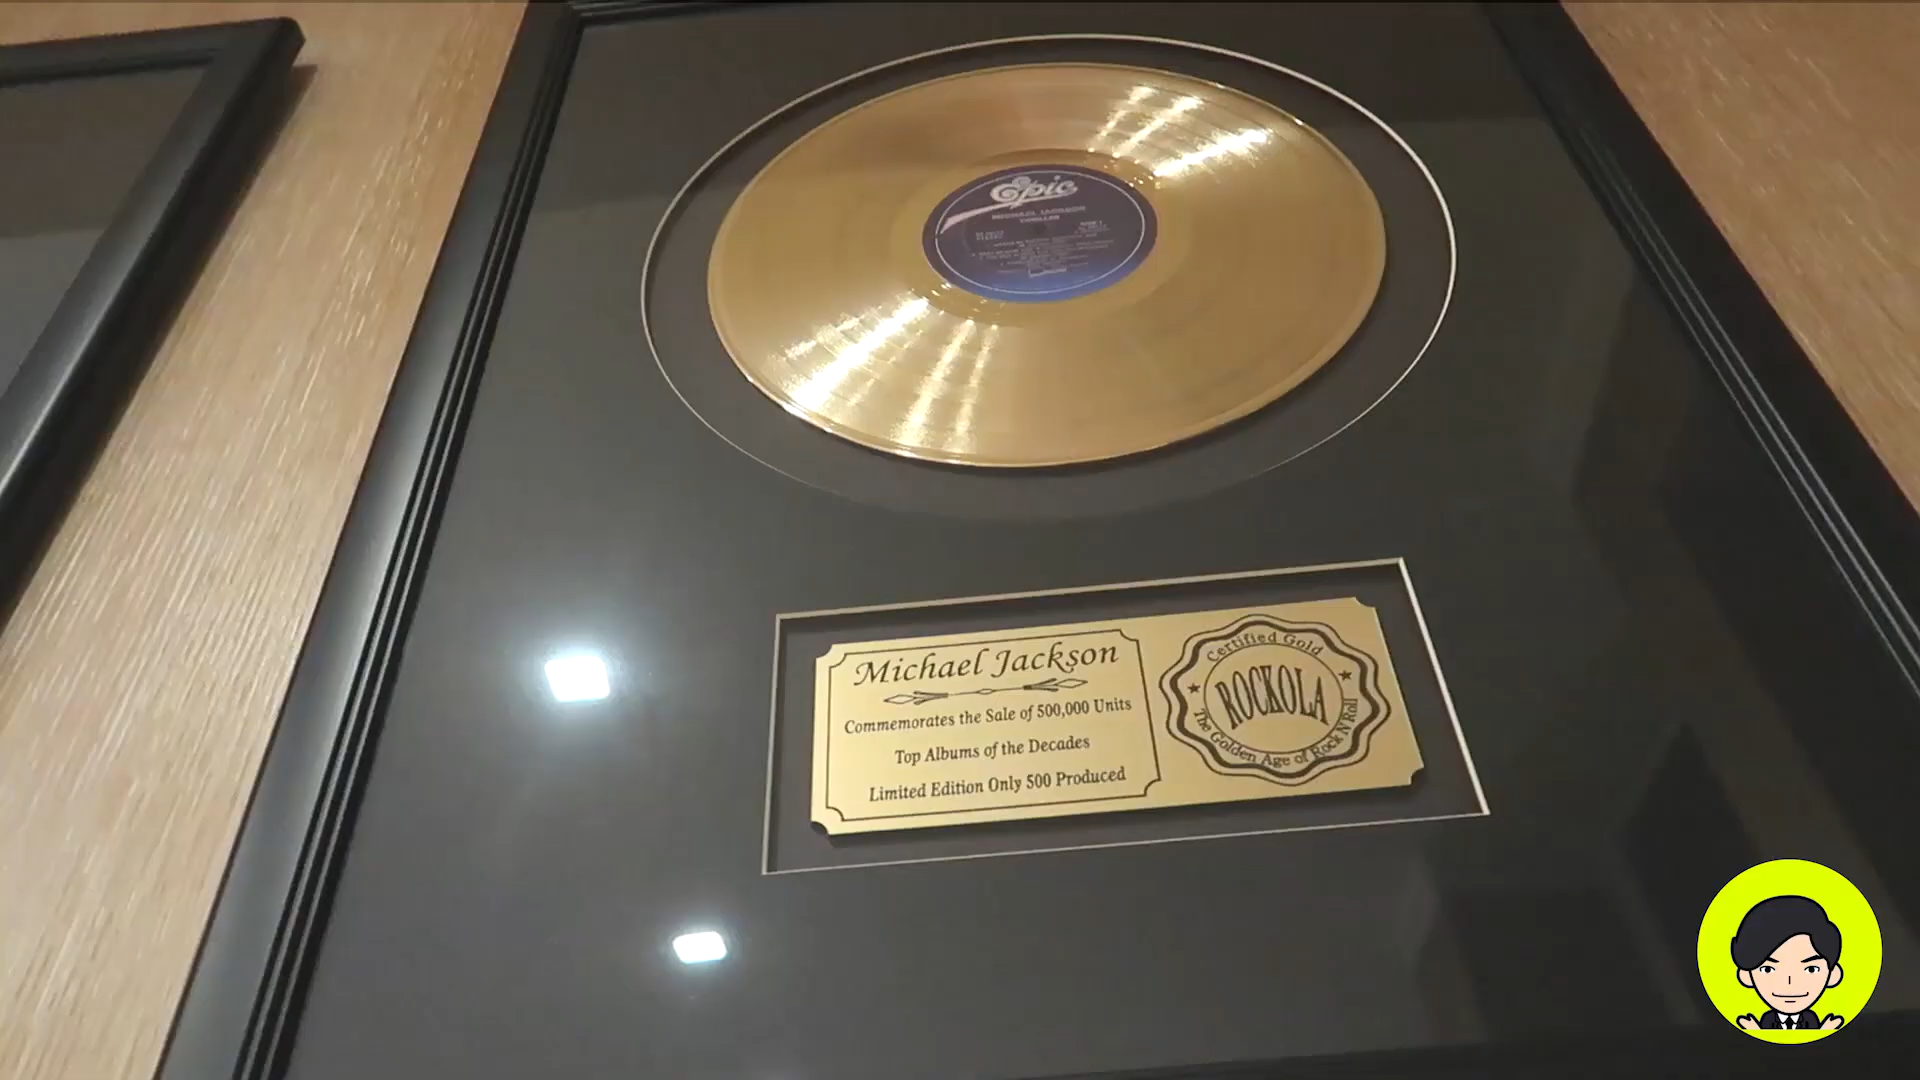 Epic
MICHAEL JACKSON
THRILLER
Michael Jackson
Commemorates the Sale of 500,000 Units
Top Albums of the Decades
Limited Edition Only 500 Produced
Certified Gold
ROCKOLA
The Golden Age of Rock N Roll